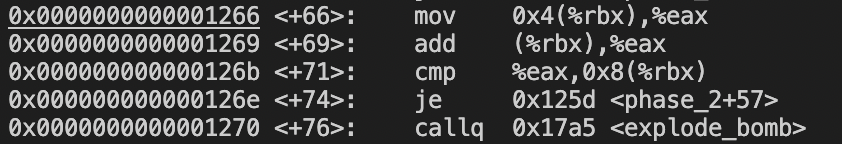 0x0000000000001266 <+66>: mov 0x4(%rbx),%eax
0x0000000000001269 <+69>: add (%rbx),%eax
0x000000000000126b <+71>: cmp %eax,0x8(%rbx)
0x000000000000126e <+74>: je 0x125d <phase_2+57>
0x0000000000001270 <+76>: callq 0x17a5 <explode_bomb>